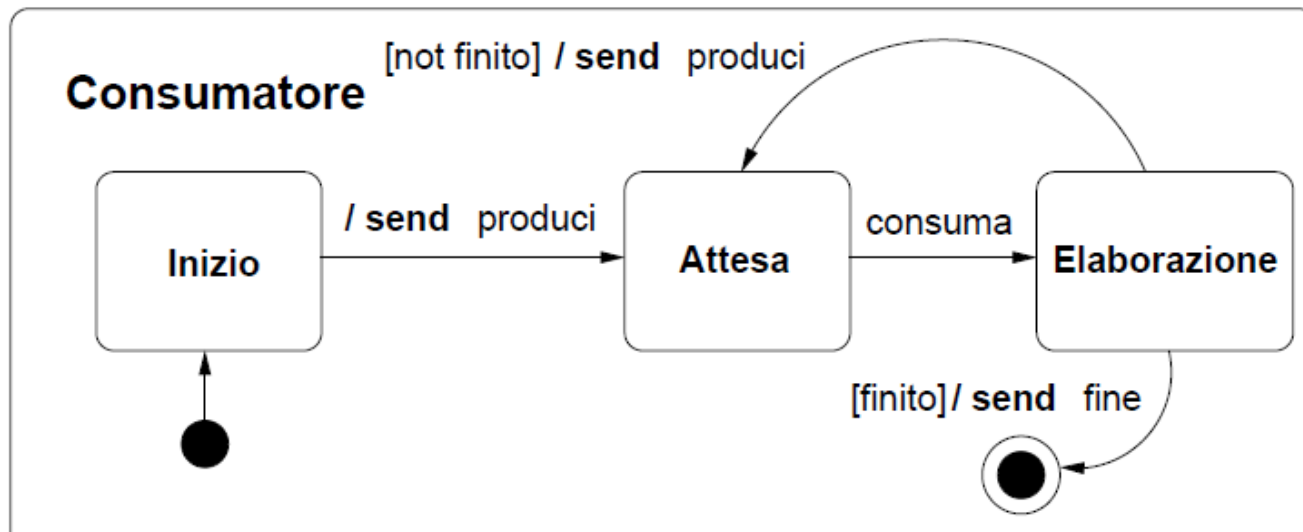 [not finito] / send produci
Consumatore
/ send produci
consuma
Inizio
Attesa
Elaborazione
[finito] / send fine